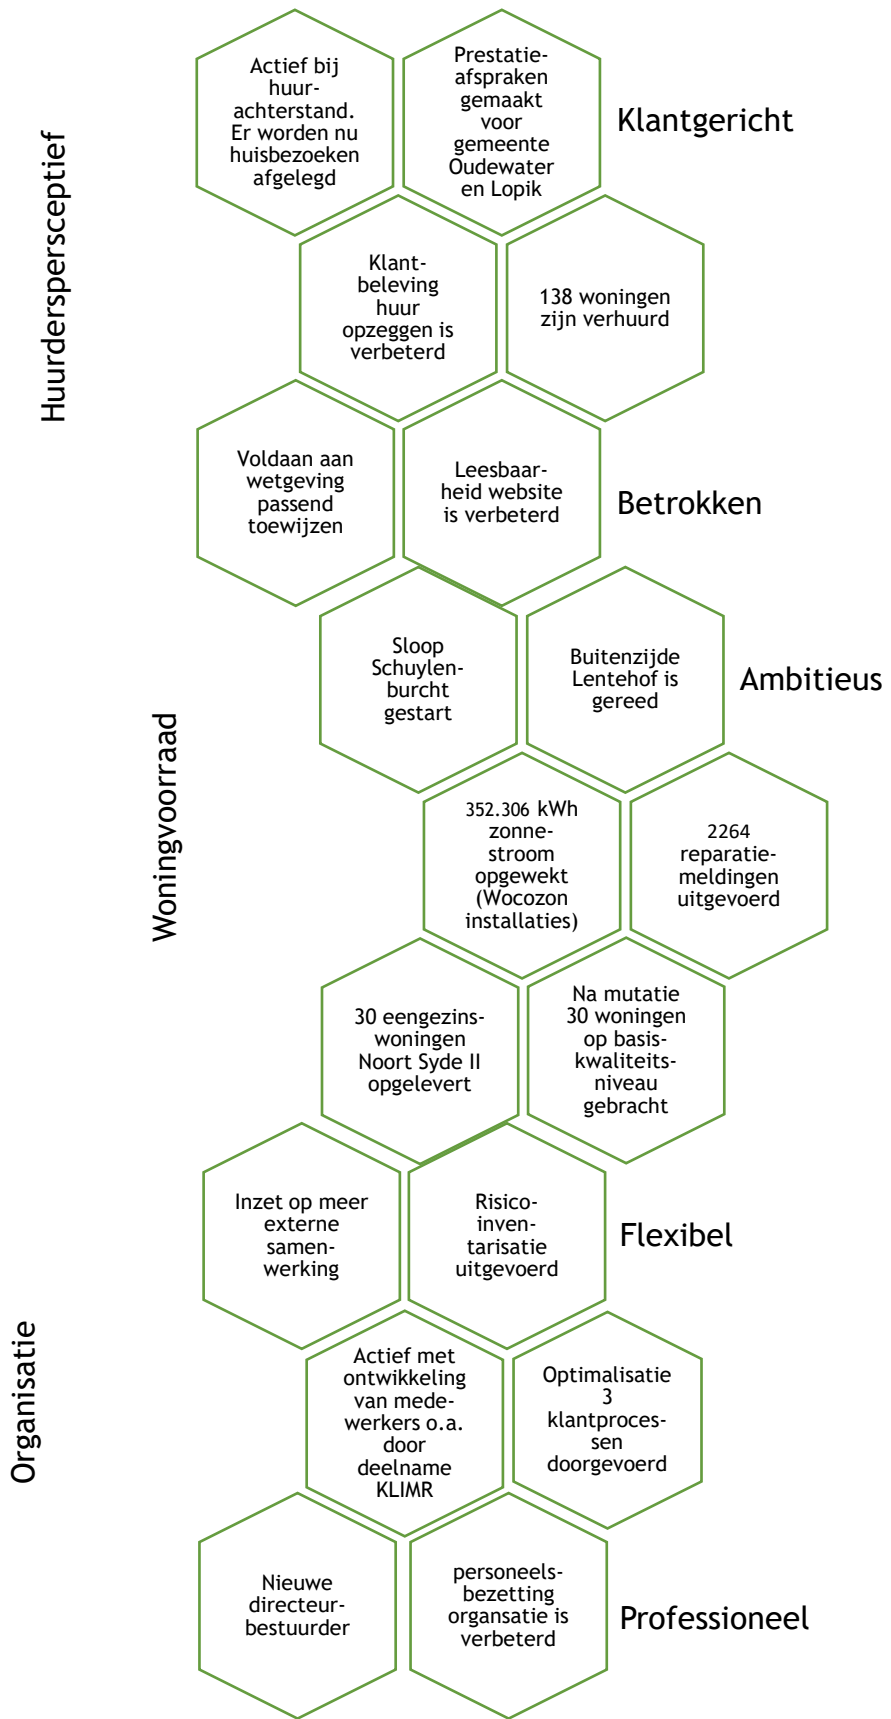 Huurdersperspectief
Actief bij
huur-
achterstand.
Er worden nu
huisbezoeken
afgelegd
Prestatie-
afspraken
gemaakt
voor
gemeente
Oudewater
en Lopik
Klantgericht
Klant-
beleving
huur
opzeggen is
verbeterd
138 woningen
zijn verhuurd
Voldaan aan
wetgeving
passend
toewijzen
Leesbaar-
heid website
is verbeterd
Betrokken
Woningvoorraad
Sloop
Schuylen-
burcht
gestart
Buitenzijde
Lentehof is
gereed
Ambitieus
352.306 kWh
zonne-
stroom
opgewekt
(Wocozon
installaties)
2264
reparatie-
meldingen
uitgevoerd
30 eengezins-
woningen
Noort Syde II
opgelevert
Na mutatie
30 woningen
op basis-
kwaliteits-
niveau
gebracht
Organisatie
Inzet op meer
externe
samen-
werking
Risico-
inven-
tarisatie
uitgevoerd
Flexibel
Actief met
ontwikkeling
van mede-
werkers o.a.
door
deelname
KLIMR
Optimalisatie
3
klantproces-
sen
doorgevoerd
Nieuwe
directeur-
bestuurder
personeels-
bezetting
organsatie is
verbeterd
Professioneel